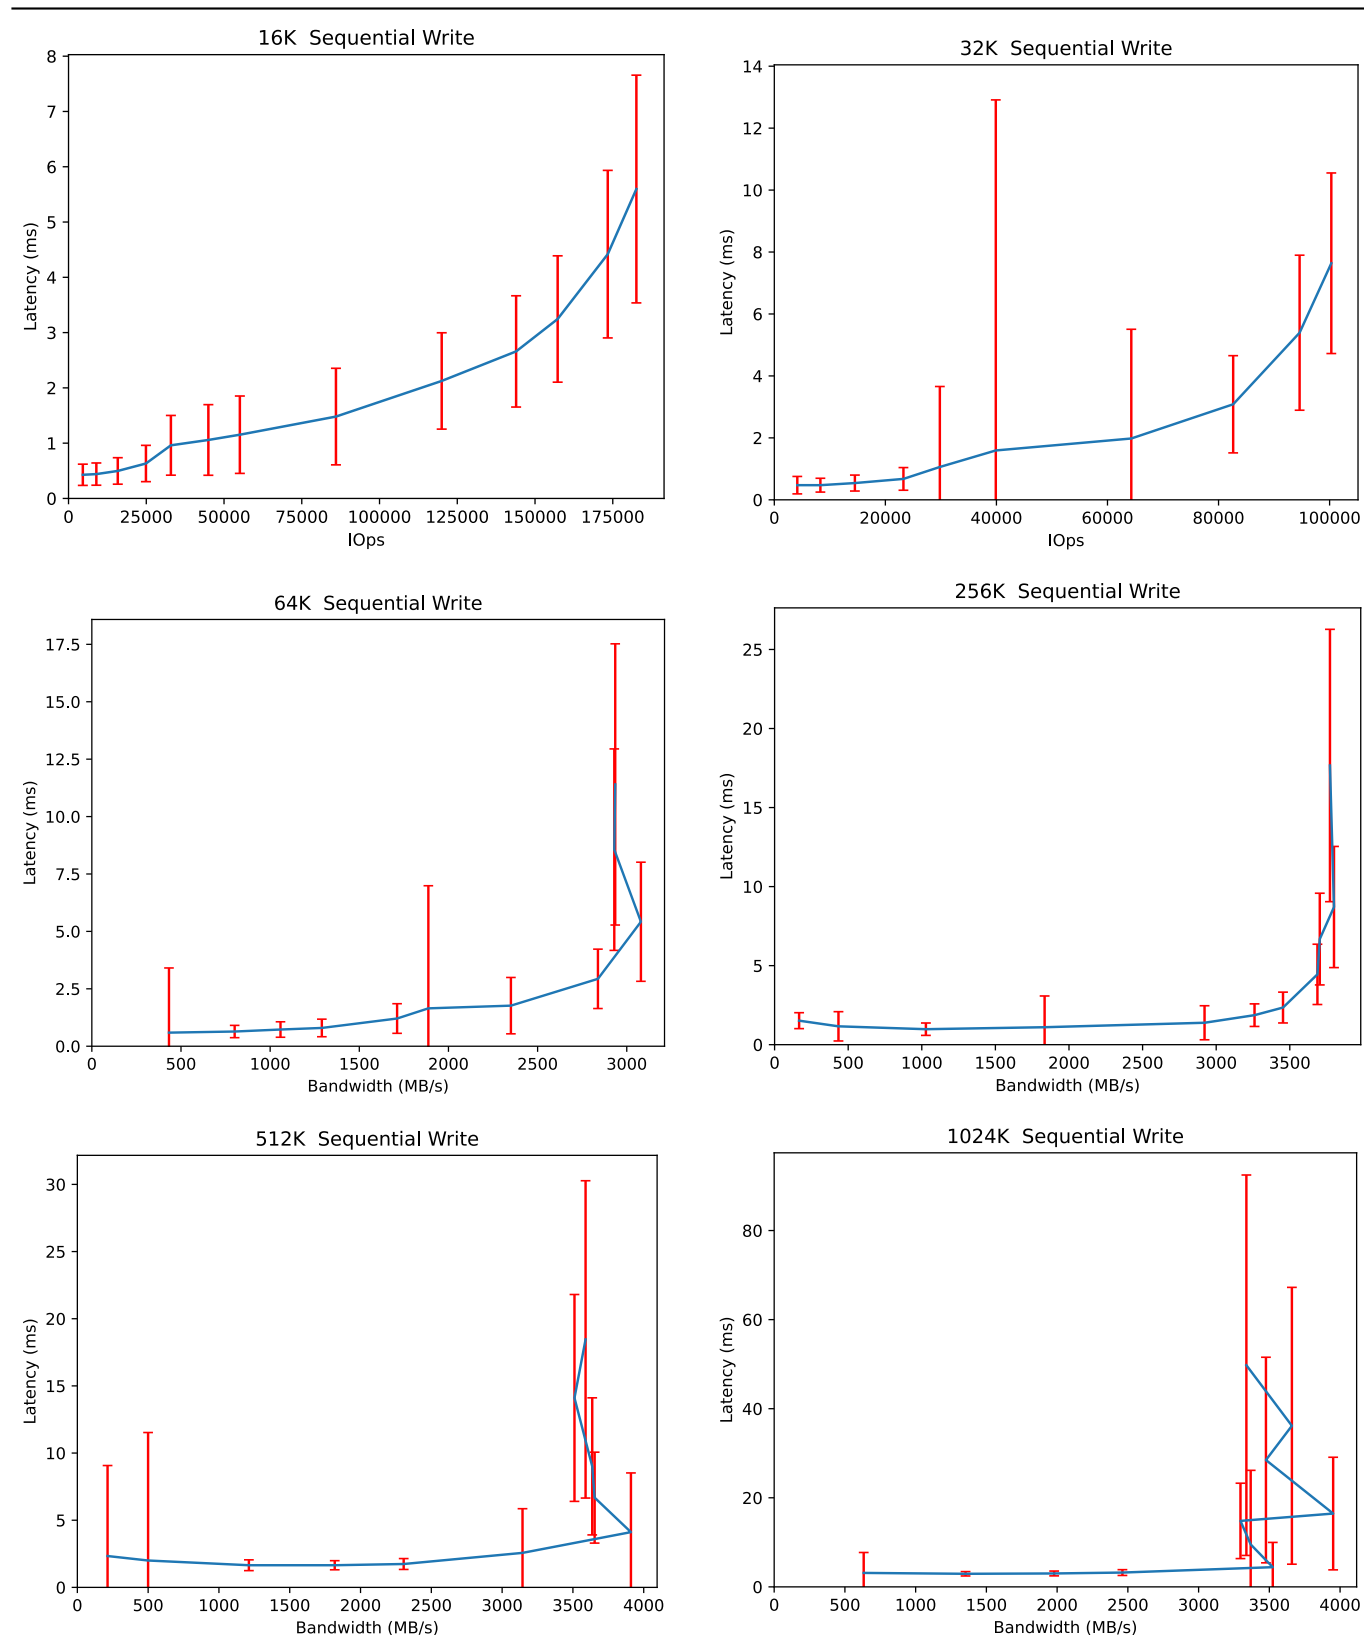 16K  Sequential Write
8
7
6
5
4
3
2
1
0
Latency (ms)
0 25000 50000 75000 100000 125000 150000 175000
IOps
32K  Sequential Write
14
12
10
8
6
4
2
0
Latency (ms)
0 20000 40000 60000 80000 100000
IOps
64K  Sequential Write
17.5
15.0
12.5
10.0
7.5
5.0
2.5
0.0
Latency (ms)
0 500 1000 1500 2000 2500 3000
Bandwidth (MB/s)
256K  Sequential Write
25
20
15
10
5
0
Latency (ms)
0 500 1000 1500 2000 2500 3000 3500
Bandwidth (MB/s)
512K  Sequential Write
30
25
20
15
10
5
0
Latency (ms)
0 500 1000 1500 2000 2500 3000 3500 4000
Bandwidth (MB/s)
1024K  Sequential Write
80
60
40
20
0
Latency (ms)
0 500 1000 1500 2000 2500 3000 3500 4000
Bandwidth (MB/s)